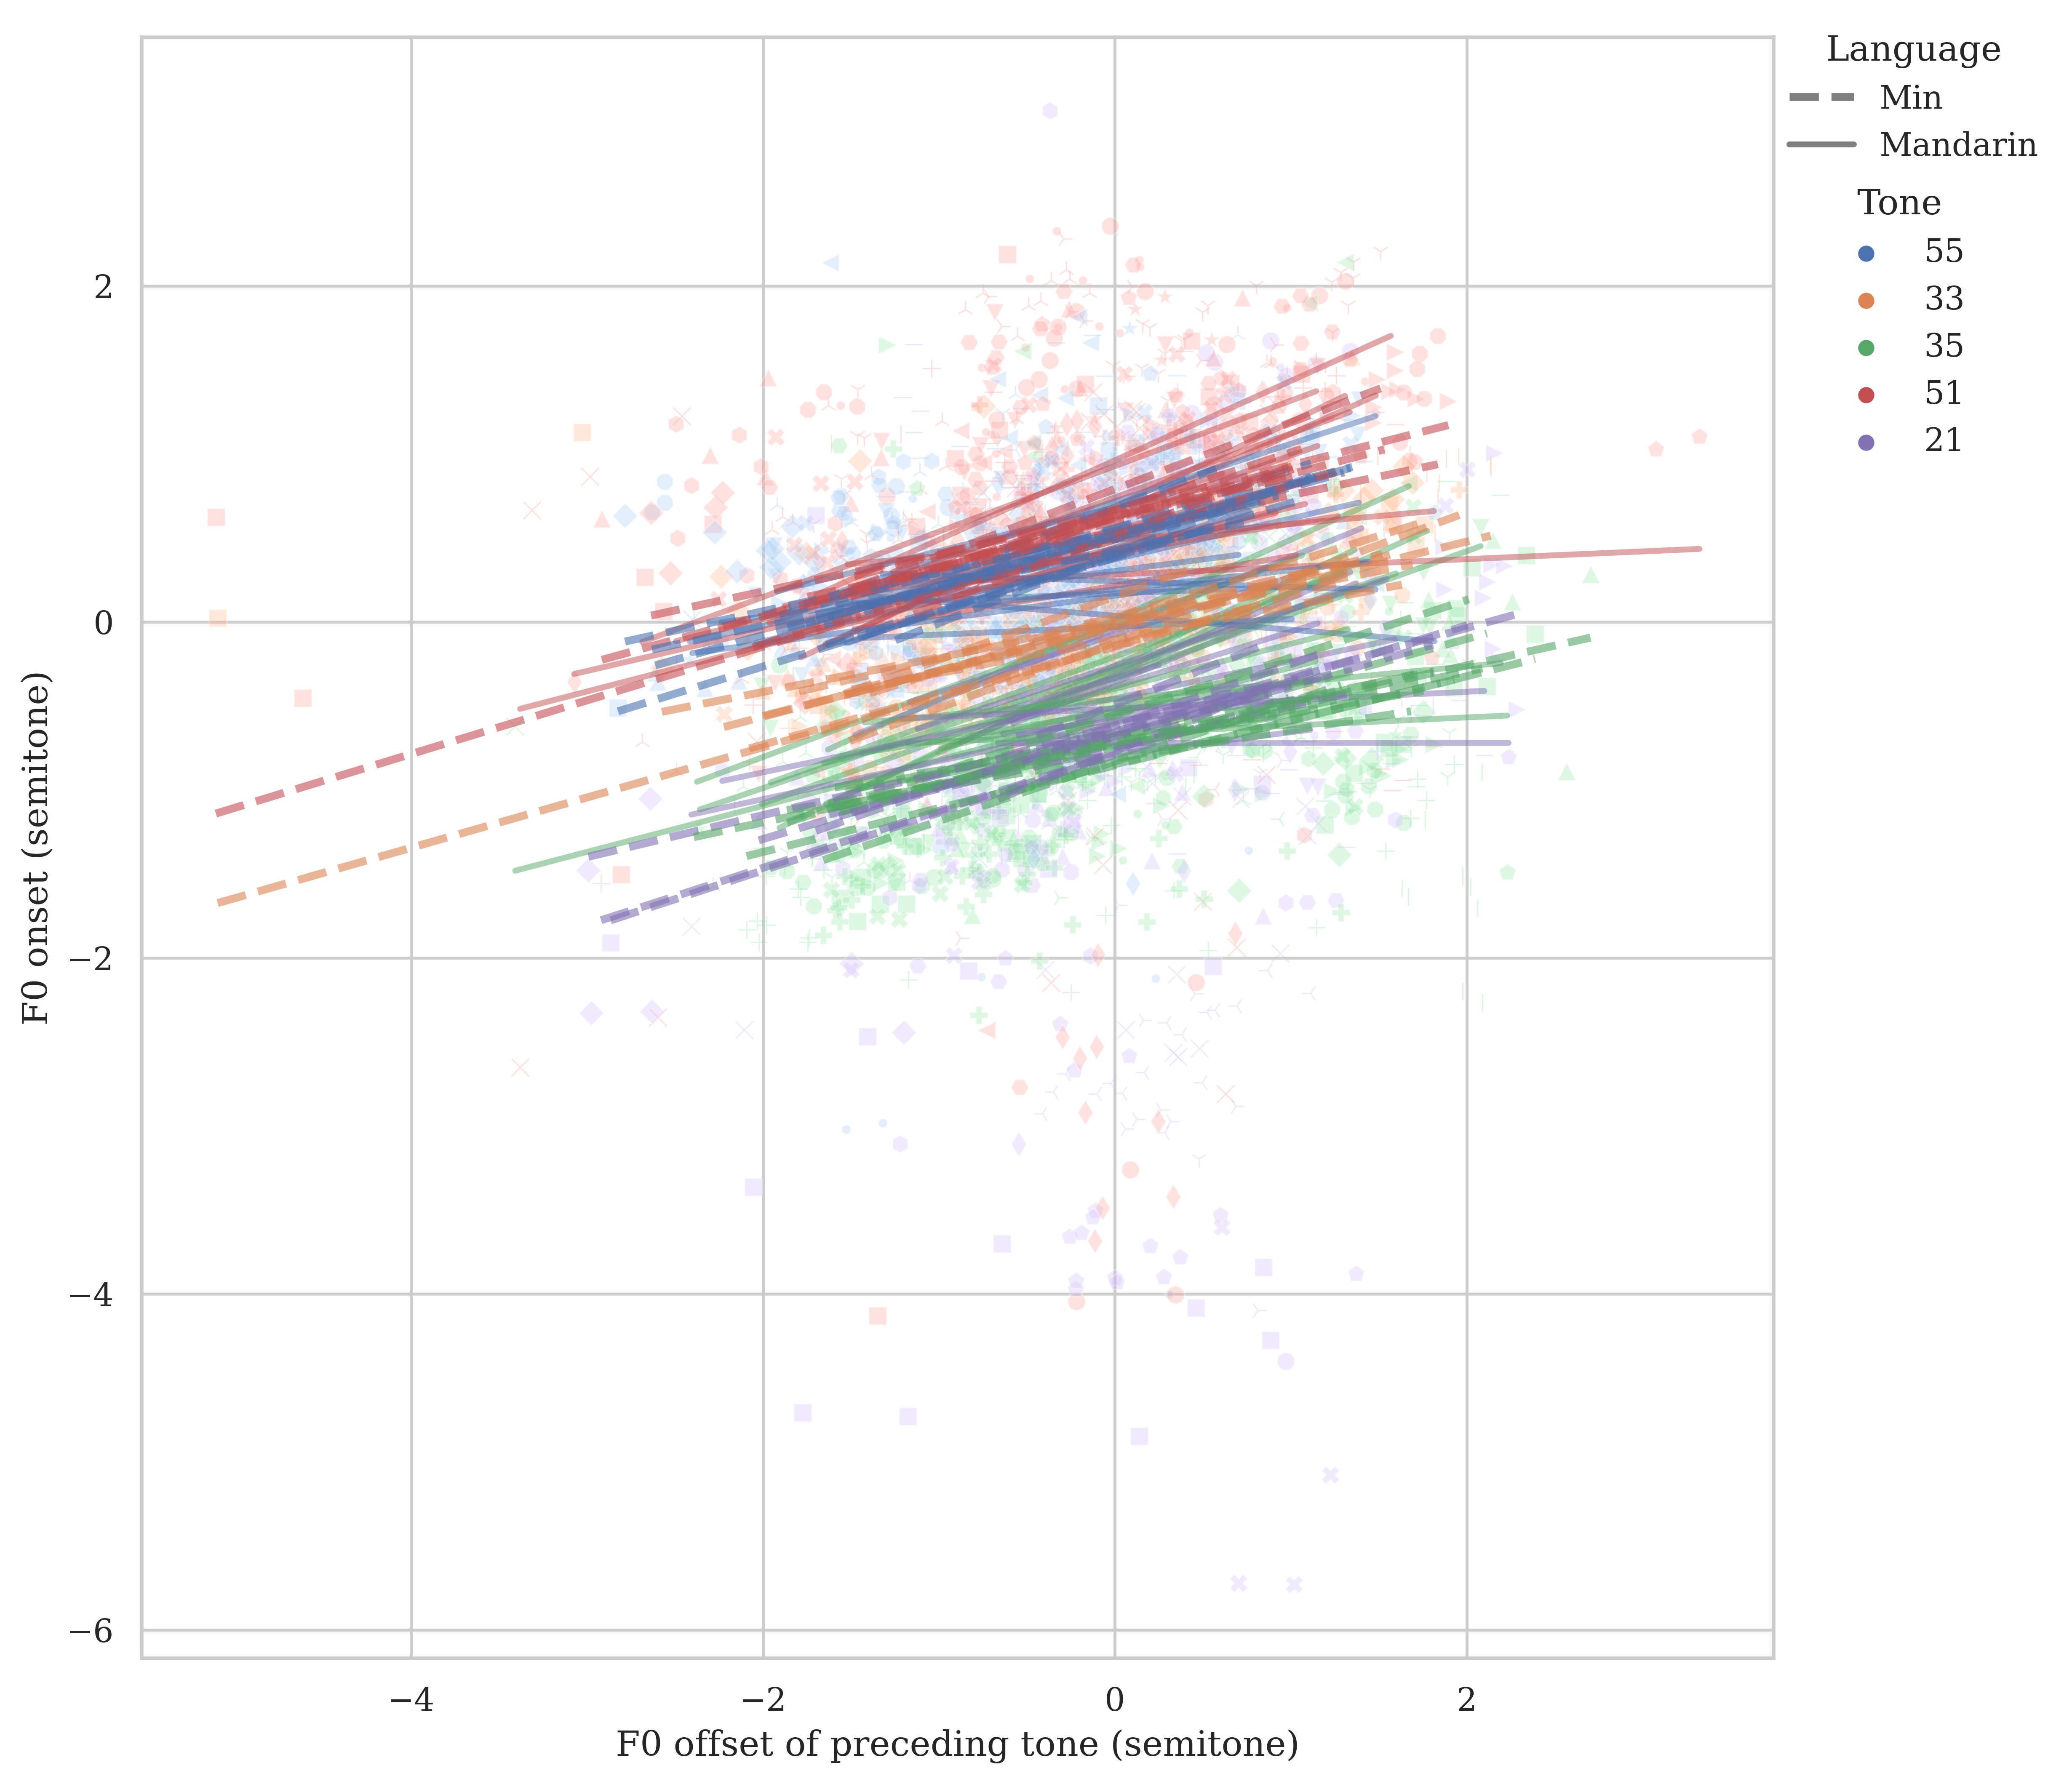 Language
Min
Mandarin
Tone
55
33
35
51
21
2
0
−2
−4
−6
F0 onset (semitone)
−4
−2
0
2
F0 offset of preceding tone (semitone)